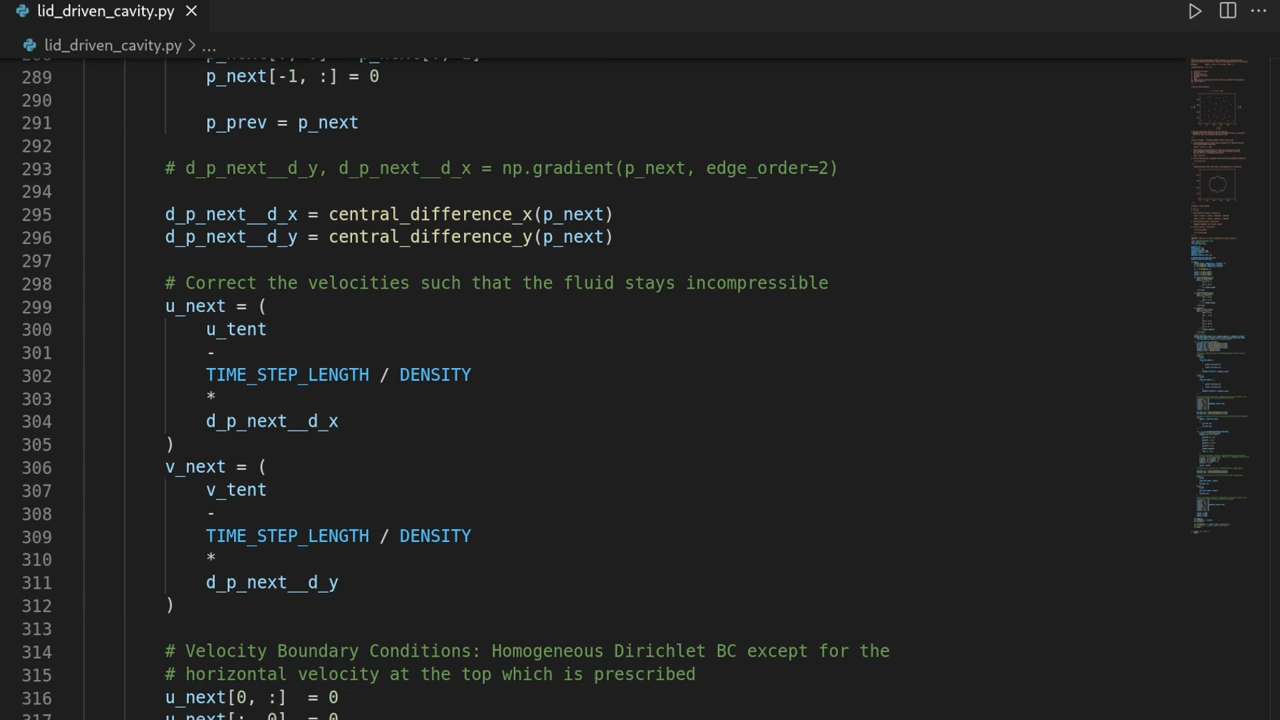 lid_driven_cavity.py
lid_driven_cavity.py > ...
289 p_next[-1, :] = 0
290
291 p_prev = p_next
292
293 # d_p_next__d_y, d_p_next__d_x = np.gradient(p_next, edge_order=2)
294
295 d_p_next__d_x = central_difference_x(p_next)
296 d_p_next__d_y = central_difference_y(p_next)
297
298 # Correct the velocities such that the fluid stays incompressible
299 u_next = (
300 u_tent
301 -
302 TIME_STEP_LENGTH / DENSITY
303 *
304 d_p_next__d_x
305 )
306 v_next = (
307 v_tent
308 -
309 TIME_STEP_LENGTH / DENSITY
310 *
311 d_p_next__d_y
312 )
313
314 # Velocity Boundary Conditions: Homogeneous Dirichlet BC except for the
315 # horizontal velocity at the top which is prescribed
316 u_next[0, :]  = 0